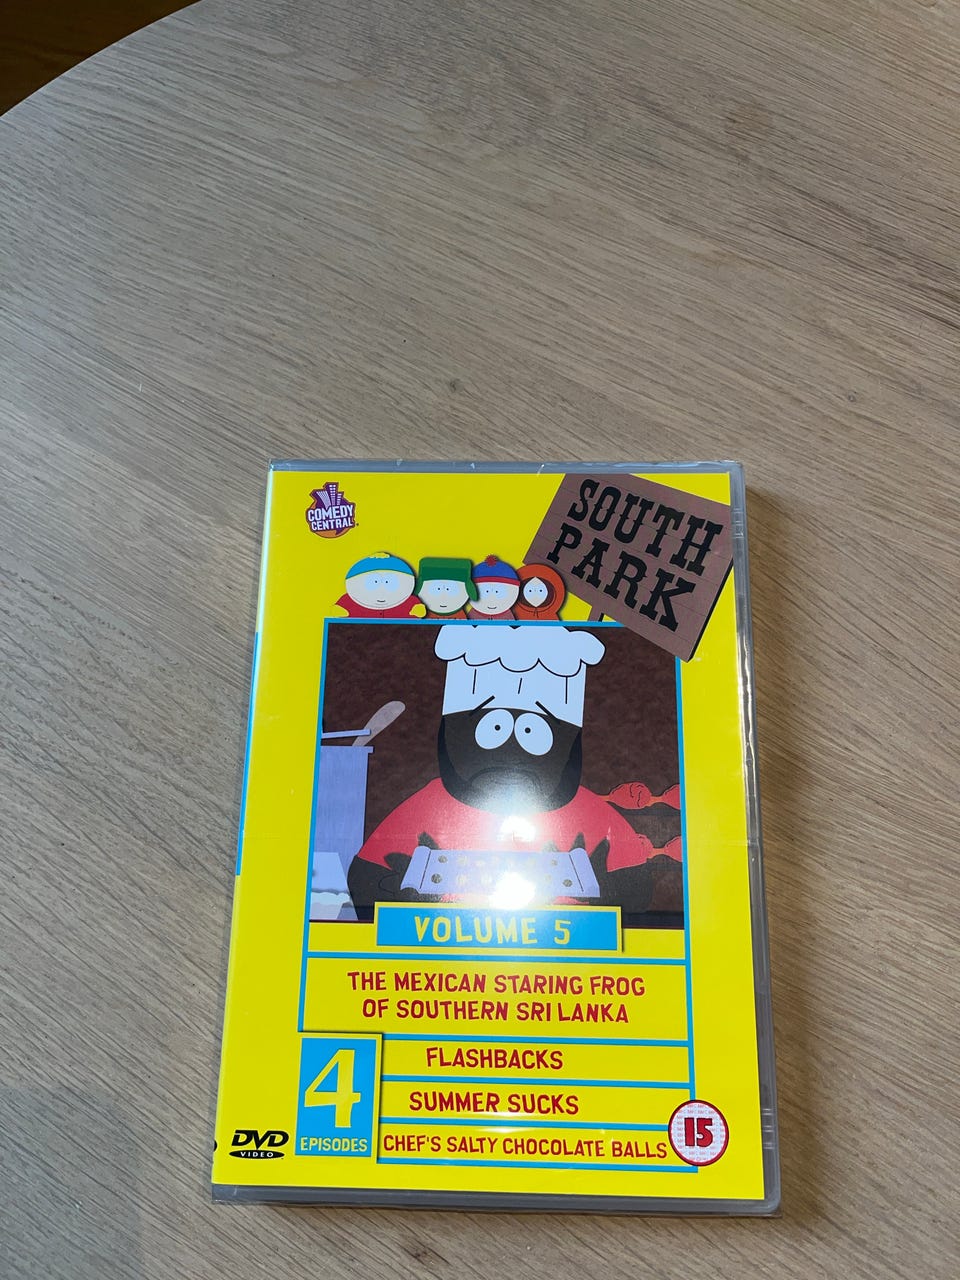 COMEDY
CENTRAL
SOUTH
PARK
VOLUME 5
THE MEXICAN STARING FROG
OF SOUTHERN SRI LANKA
FLASHBACKS
SUMMER SUCKS
CHEF'S SALTY CHOCOLATE BALLS
4
EPISODES
DVD
VIDEO
15